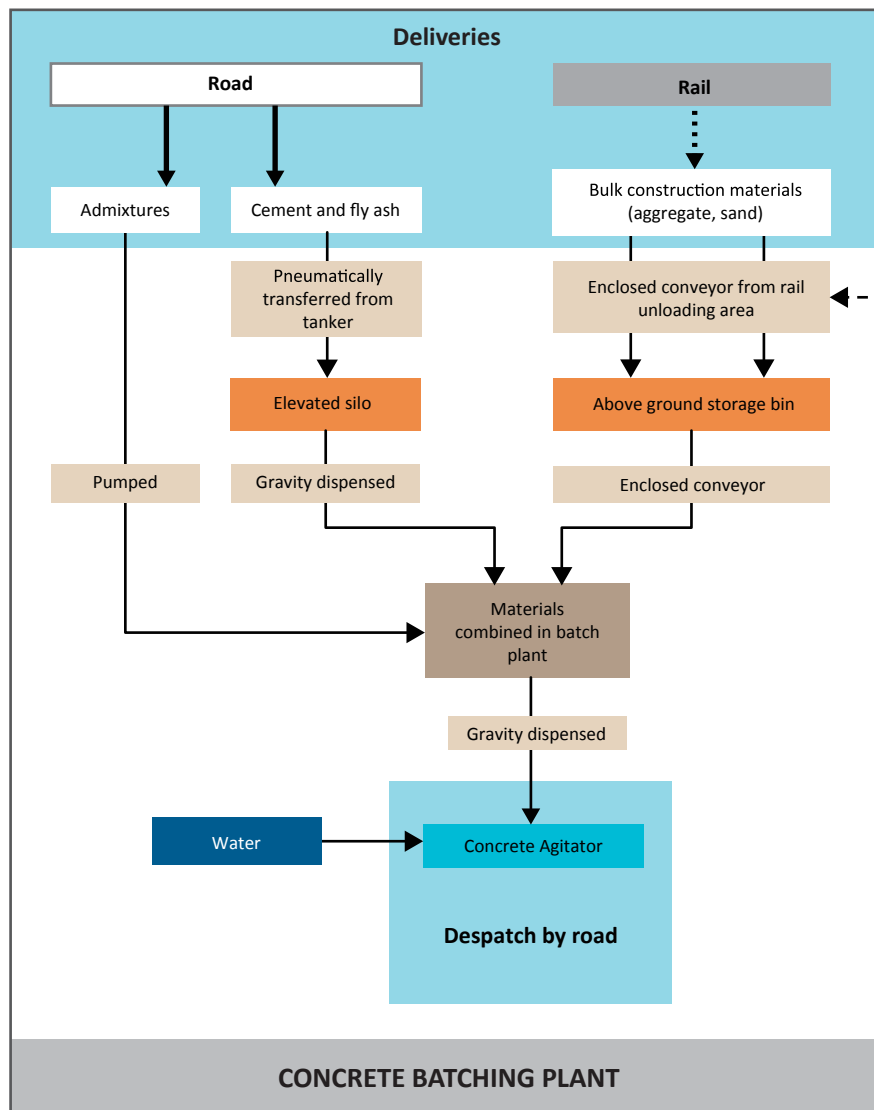 Deliveries
Road
Rail
Admixtures
Cement and fly ash
Bulk construction materials
(aggregate, sand)
Pneumatically
transferred from
tanker
Enclosed conveyor from rail
unloading area
Elevated silo
Above ground storage bin
Pumped
Gravity dispensed
Enclosed conveyor
Materials
combined in batch
plant
Gravity dispensed
Water
Concrete Agitator
Despatch by road
CONCRETE BATCHING PLANT